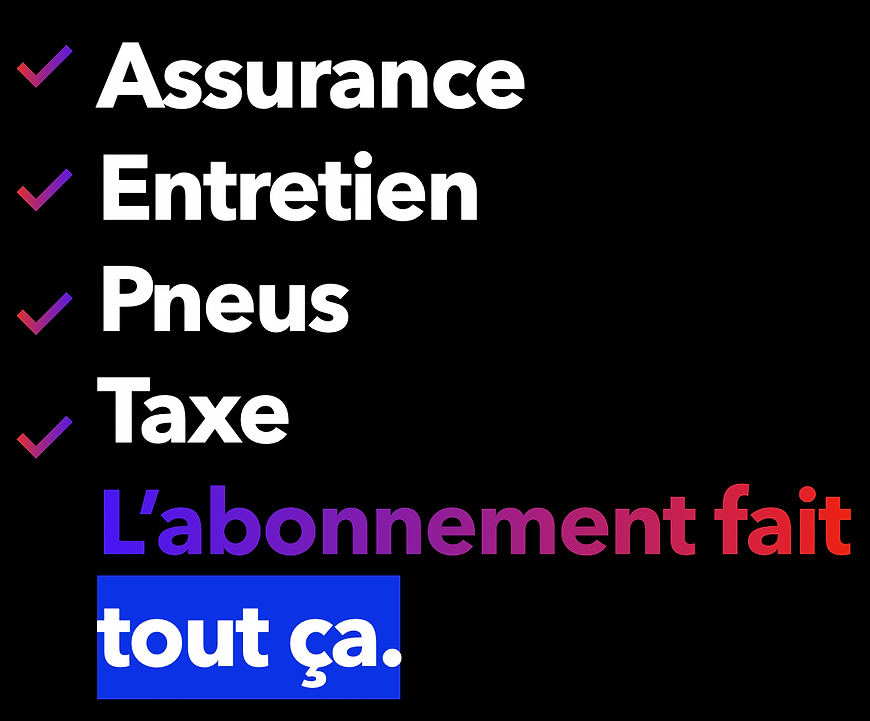 Assurance
Entretien
Pneus
Taxe
L’abonnement fait
tout ça.